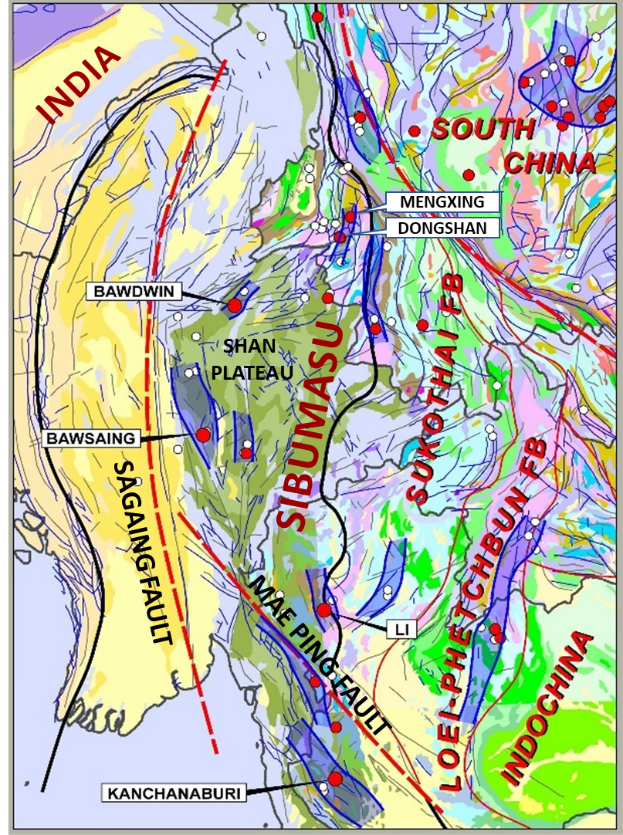 INDIA
SOUTH
CHINA
MENGXING
DONGSHAN
BAWDWIN
SHAN
PLATEAU
SIBUMASU
SUKOTHAI FB
BAWSAING
SAGAING FAULT
MAE PING FAULT
LOEI-PHETCHBUN FB
LI
INDOCHINA
KANCHANABURI